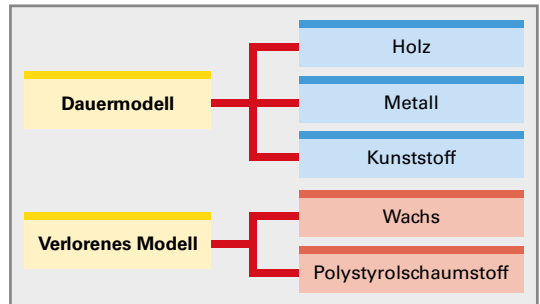 Dauermodell
Holz
Metall
Kunststoff
Verlorenes Modell
Wachs
Polystyrolschaumstoff